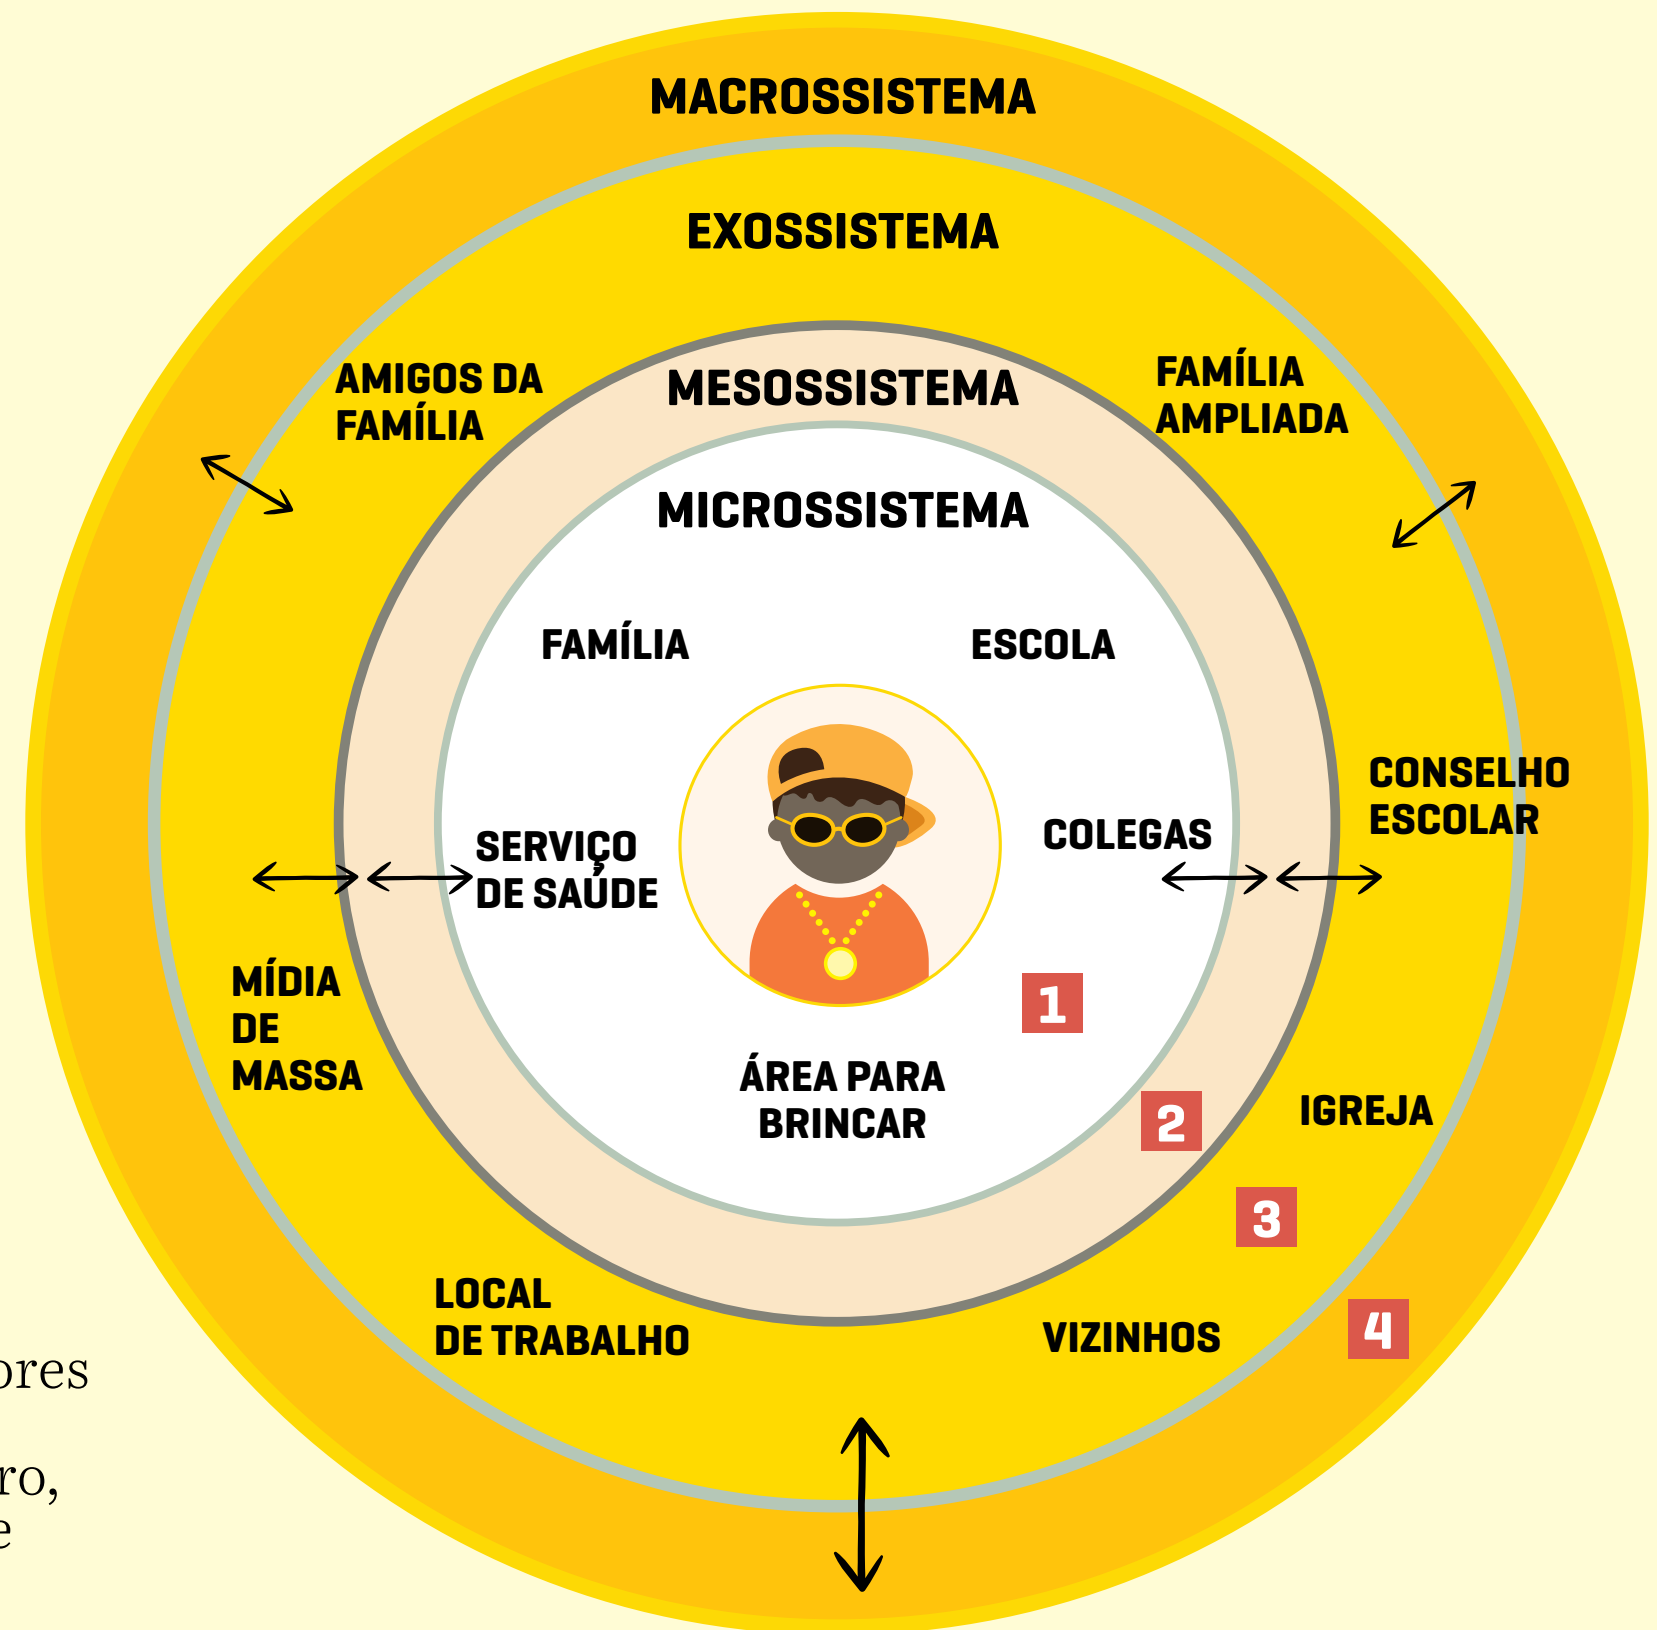 MACROSSISTEMA
EXOSSISTEMA
AMIGOS DA
FAMÍLIA
FAMÍLIA
AMPLIADA
MESOSSISTEMA
MICROSSISTEMA
FAMÍLIA
ESCOLA
CONSELHO
ESCOLAR
COLEGAS
SERVIÇO
DE SAÚDE
MÍDIA
DE
MASSA
1
ÁREA PARA
BRINCAR
2
IGREJA
3
LOCAL
DE TRABALHO
VIZINHOS
4
ores
ro,
e